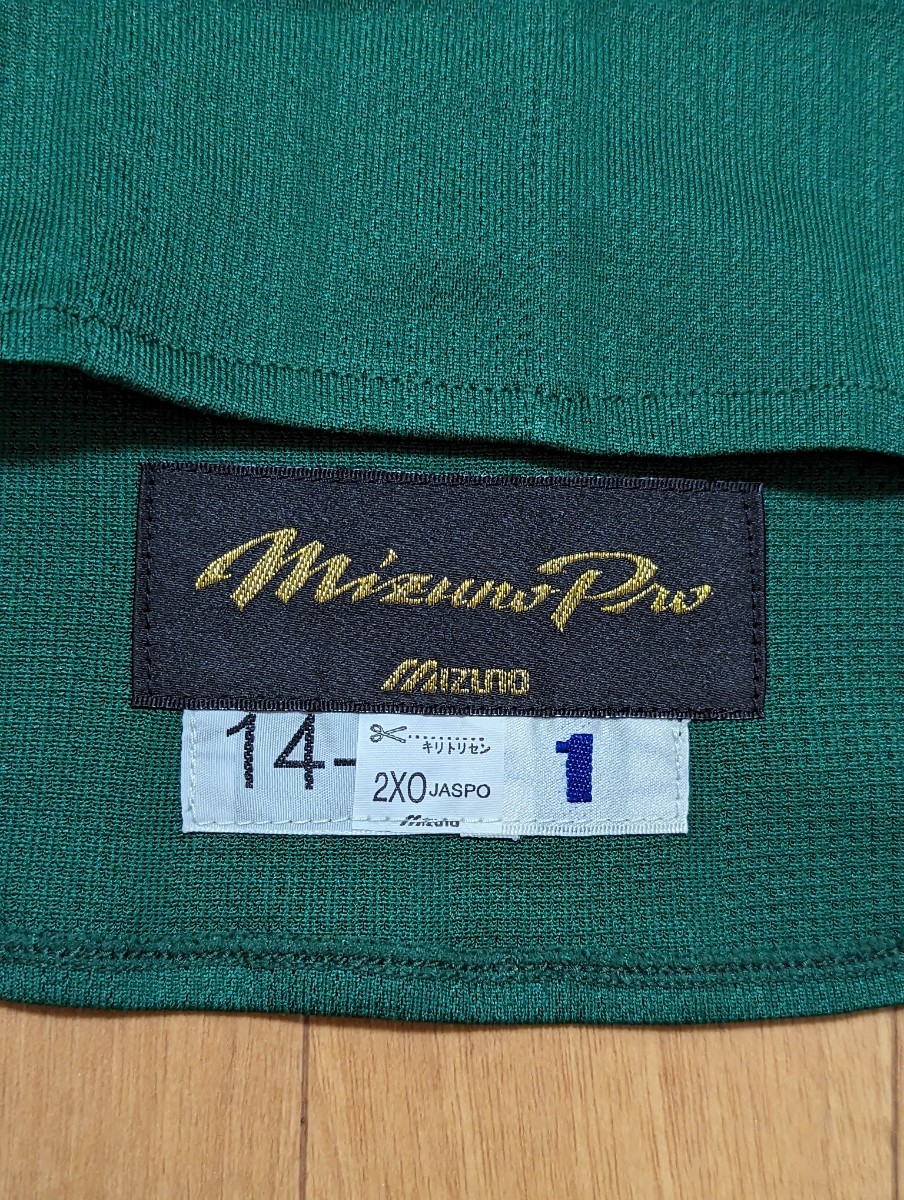 Mizuno Pro
MIZUNO
14-
キリトリセン
1
2XO JASPO
Mizuno